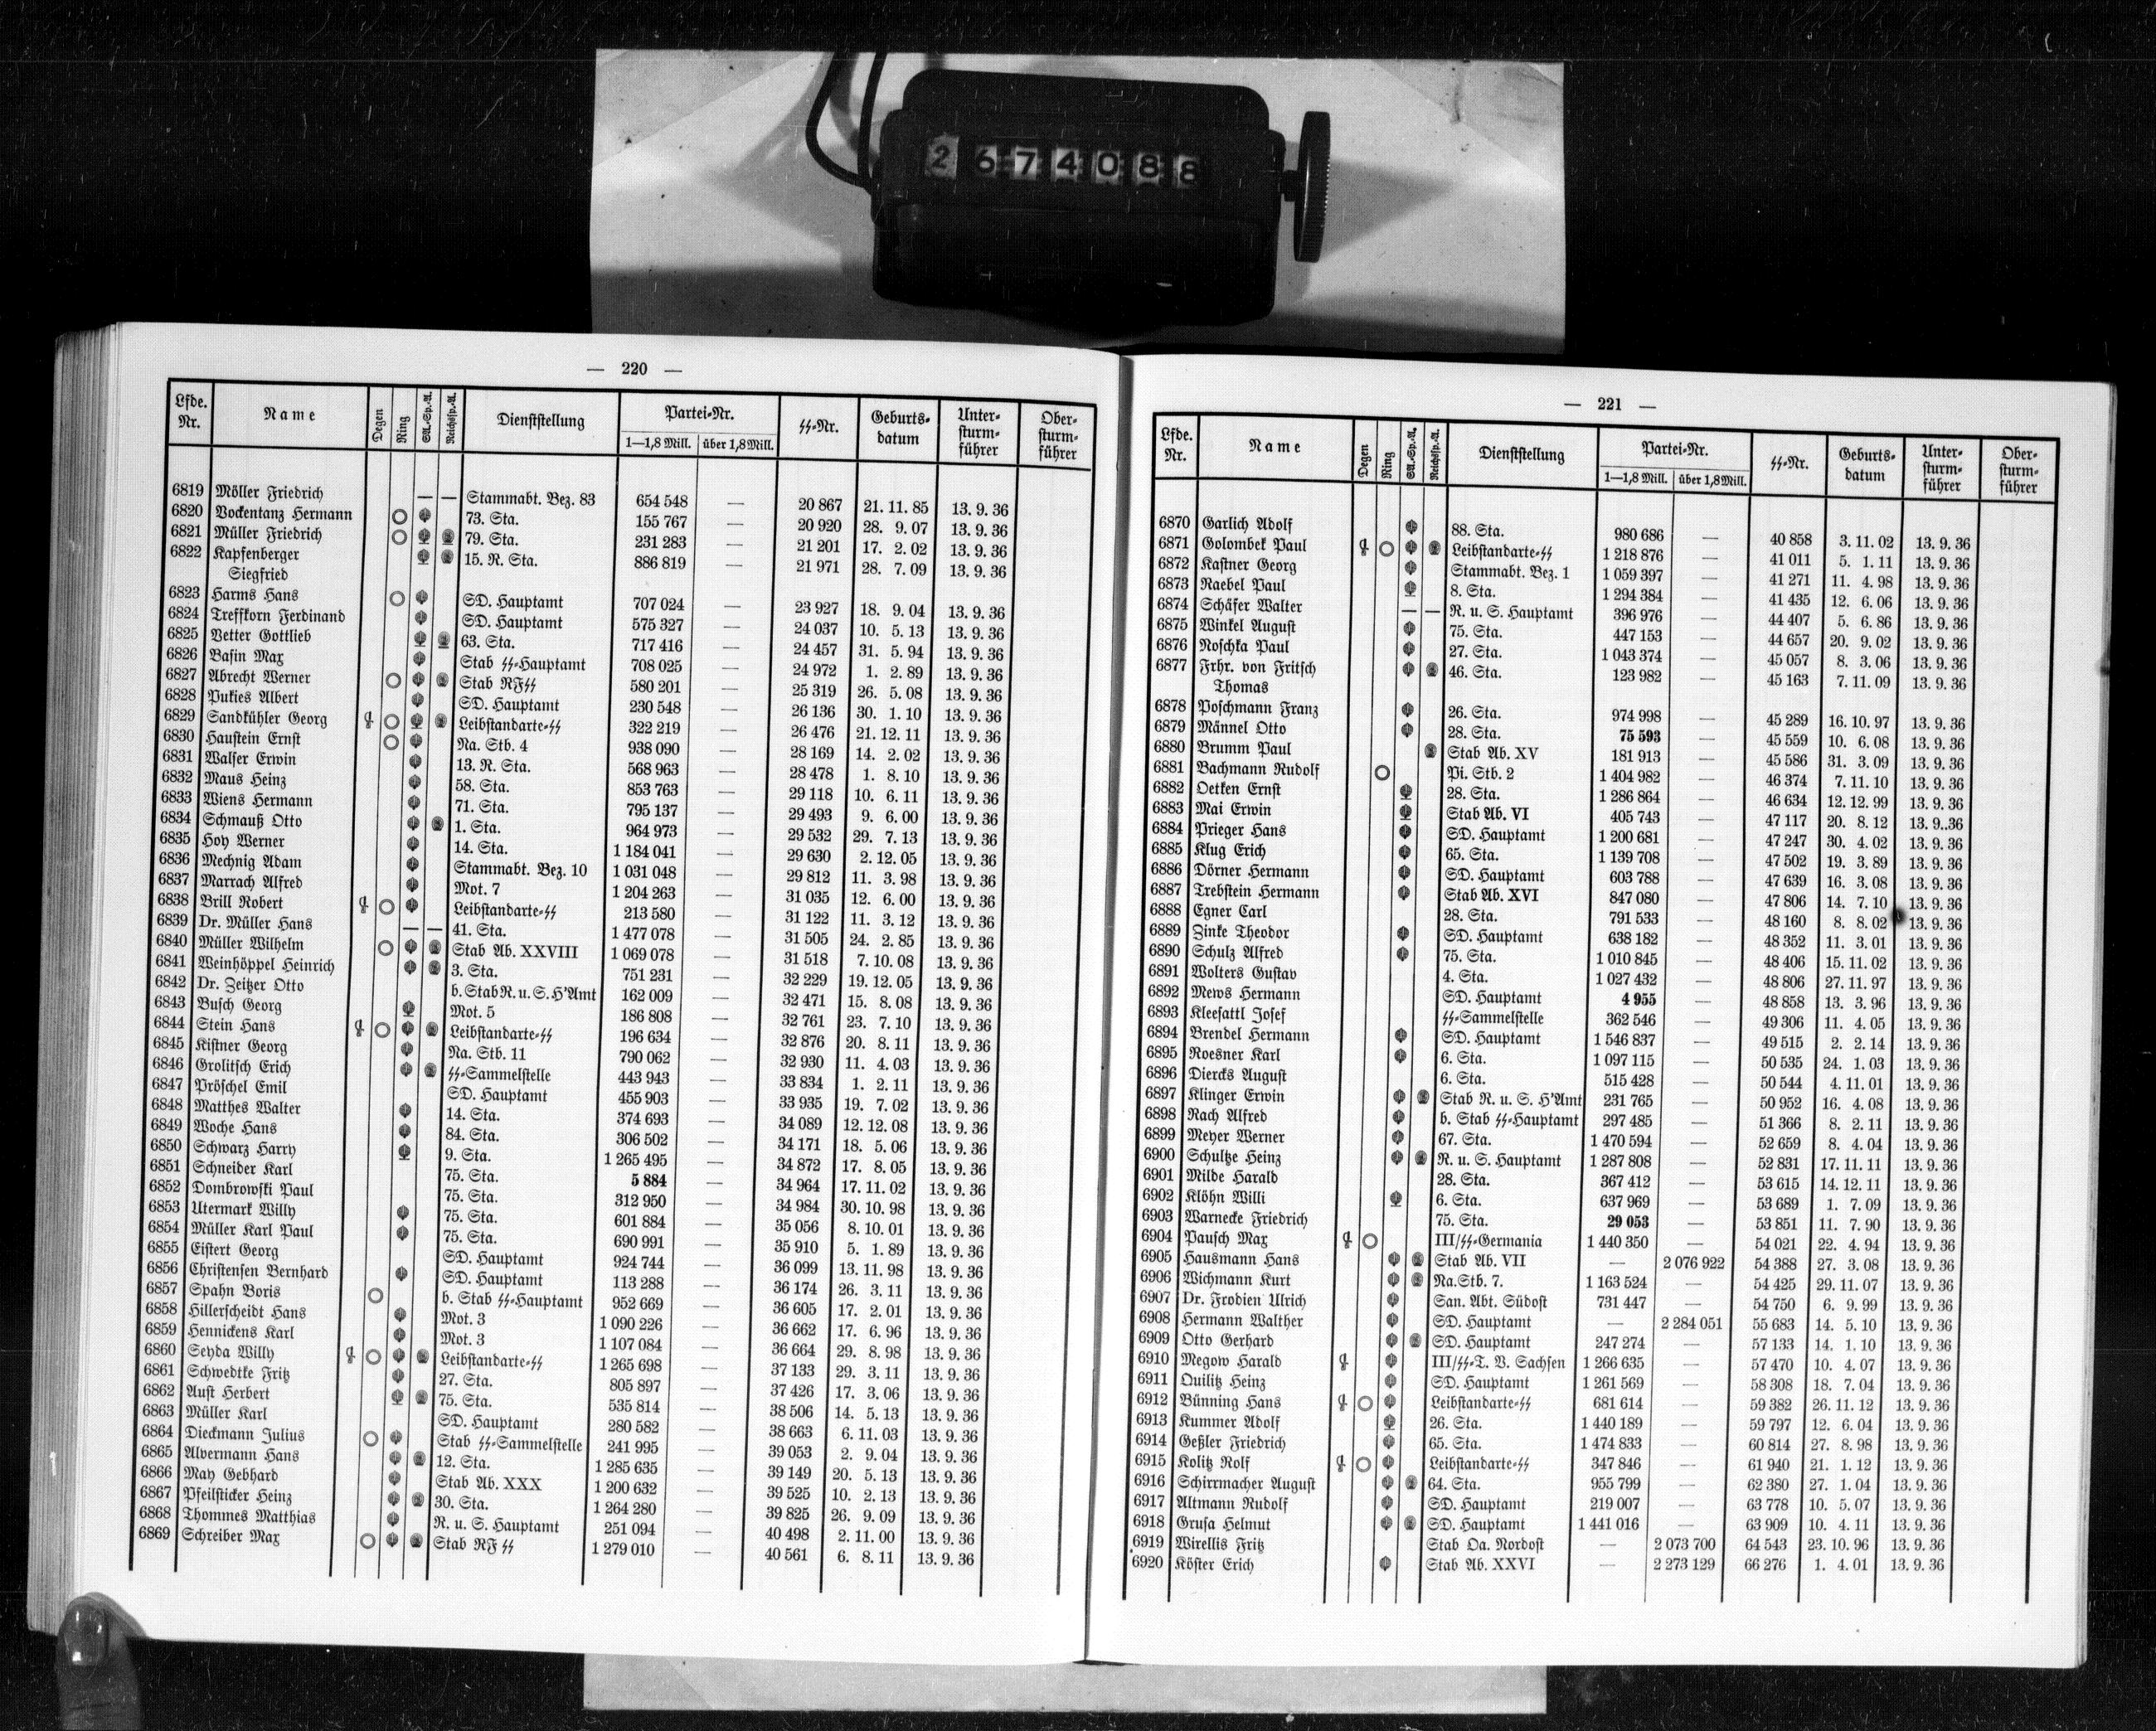 2674088
— 220 —
Lfde. Nr. Name Degen Ring SA.-Sp.-A. Reichssp.-A. Dienststellung Partei-Nr. 1—1,8 Mill. über 1,8 Mill. SS-Nr. Geburts-datum Unter-sturm-führer Ober-sturm-führer
6819 Möller Friedrich — — Stammabt. Bez. 83 654 548 — 20 867 21. 11. 85 13. 9. 36
6820 Bockentanz Hermann 73. Sta. 155 767 — 20 920 28. 9. 07 13. 9. 36
6821 Müller Friedrich 79. Sta. 231 283 — 21 201 17. 2. 02 13. 9. 36
6822 Kapfenberger 15. R. Sta. 886 819 — 21 971 28. 7. 09 13. 9. 36
Siegfried
6823 Harms Hans SD. Hauptamt 707 024 — 23 927 18. 9. 04 13. 9. 36
6824 Treffkorn Ferdinand SD. Hauptamt 575 327 — 24 037 10. 5. 13 13. 9. 36
6825 Vetter Gottlieb 63. Sta. 717 416 — 24 457 31. 5. 94 13. 9. 36
6826 Basin Max Stab SS-Hauptamt 708 025 — 24 972 1. 2. 89 13. 9. 36
6827 Abrecht Werner Stab RFSS 580 201 — 25 319 26. 5. 08 13. 9. 36
6828 Pukies Albert SD. Hauptamt 230 548 — 26 136 30. 1. 10 13. 9. 36
6829 Sandkühler Georg Leibstandarte-SS 322 219 — 26 476 21. 12. 11 13. 9. 36
6830 Haustein Ernst Na. Stb. 4 938 090 — 28 169 14. 2. 02 13. 9. 36
6831 Walser Erwin 13. R. Sta. 568 963 — 28 478 1. 8. 10 13. 9. 36
6832 Maus Heinz 58. Sta. 853 763 — 29 118 10. 6. 11 13. 9. 36
6833 Wiens Hermann 71. Sta. 795 137 — 29 493 9. 6. 00 13. 9. 36
6834 Schmauß Otto 1. Sta. 964 973 — 29 532 29. 7. 13 13. 9. 36
6835 Hoy Werner 14. Sta. 1 184 041 — 29 630 2. 12. 05 13. 9. 36
6836 Mechnig Adam Stammabt. Bez. 10 1 031 048 — 29 812 11. 3. 98 13. 9. 36
6837 Marrach Alfred Mot. 7 1 204 263 — 31 035 12. 6. 00 13. 9. 36
6838 Brill Robert Leibstandarte-SS 213 580 — 31 122 11. 3. 12 13. 9. 36
6839 Dr. Müller Hans — — 41. Sta. 1 477 078 — 31 505 24. 2. 85 13. 9. 36
6840 Müller Wilhelm Stab Ab. XXVIII 1 069 078 — 31 518 7. 10. 08 13. 9. 36
6841 Weinhöppel Heinrich 3. Sta. 751 231 — 32 229 19. 12. 05 13. 9. 36
6842 Dr. Zeitzer Otto b. Stab R. u. S. H'Amt 162 009 — 32 471 15. 8. 08 13. 9. 36
6843 Busch Georg Mot. 5 186 808 — 32 761 23. 7. 10 13. 9. 36
6844 Stein Hans Leibstandarte-SS 196 634 — 32 876 20. 8. 11 13. 9. 36
6845 Kistner Georg Na. Stb. 11 790 062 — 32 930 11. 4. 03 13. 9. 36
6846 Grolitsch Erich SS-Sammelstelle 443 943 — 33 834 1. 2. 11 13. 9. 36
6847 Pröschel Emil SD. Hauptamt 455 903 — 33 935 19. 7. 02 13. 9. 36
6848 Matthes Walter 14. Sta. 374 693 — 34 089 12. 12. 08 13. 9. 36
6849 Woche Hans 84. Sta. 306 502 — 34 171 18. 5. 06 13. 9. 36
6850 Schwarz Harry 9. Sta. 1 265 495 — 34 872 17. 8. 05 13. 9. 36
6851 Schneider Karl 75. Sta. 5 884 — 34 964 17. 11. 02 13. 9. 36
6852 Dombrowski Paul 75. Sta. 312 950 — 34 984 30. 10. 98 13. 9. 36
6853 Utermark Willy 75. Sta. 601 884 — 35 056 8. 10. 01 13. 9. 36
6854 Müller Karl Paul 75. Sta. 690 991 — 35 910 5. 1. 89 13. 9. 36
6855 Eistert Georg SD. Hauptamt 924 744 — 36 099 13. 11. 98 13. 9. 36
6856 Christensen Bernhard SD. Hauptamt 113 288 — 36 174 26. 3. 11 13. 9. 36
6857 Spahn Boris b. Stab SS-Hauptamt 952 669 — 36 605 17. 2. 01 13. 9. 36
6858 Hillerscheidt Hans Mot. 3 1 090 226 — 36 662 17. 6. 96 13. 9. 36
6859 Hennickens Karl Mot. 3 1 107 084 — 36 664 29. 8. 98 13. 9. 36
6860 Seyda Willy Leibstandarte-SS 1 265 698 — 37 133 29. 3. 11 13. 9. 36
6861 Schwedtke Fritz 27. Sta. 805 897 — 37 426 17. 3. 06 13. 9. 36
6862 Aust Herbert 75. Sta. 535 814 — 38 506 14. 5. 13 13. 9. 36
6863 Müller Karl SD. Hauptamt 280 582 — 38 663 6. 11. 03 13. 9. 36
6864 Dieckmann Julius Stab SS-Sammelstelle 241 995 — 39 053 2. 9. 04 13. 9. 36
6865 Albermann Hans 12. Sta. 1 285 635 — 39 149 20. 5. 13 13. 9. 36
6866 May Gebhard Stab Ab. XXX 1 200 632 — 39 525 10. 2. 13 13. 9. 36
6867 Pfeilsticker Heinz 30. Sta. 1 264 280 — 39 825 26. 9. 09 13. 9. 36
6868 Thommes Matthias R. u. S. Hauptamt 251 094 — 40 498 2. 11. 00 13. 9. 36
6869 Schreiber Max Stab RFSS 1 279 010 — 40 561 6. 8. 11 13. 9. 36
— 221 —
Lfde. Nr. Name Degen Ring SA.-Sp.-A. Reichssp.-A. Dienststellung Partei-Nr. 1—1,8 Mill. über 1,8 Mill. SS-Nr. Geburts-datum Unter-sturm-führer Ober-sturm-führer
6870 Garlich Adolf 88. Sta. 980 686 — 40 858 3. 11. 02 13. 9. 36
6871 Golombek Paul Leibstandarte-SS 1 218 876 — 41 011 5. 1. 11 13. 9. 36
6872 Kastner Georg Stammabt. Bez. 1 1 059 397 — 41 271 11. 4. 98 13. 9. 36
6873 Raebel Paul 8. Sta. 1 294 384 — 41 435 12. 6. 06 13. 9. 36
6874 Schäfer Walter — — R. u. S. Hauptamt 396 976 — 44 407 5. 6. 86 13. 9. 36
6875 Winkel August 75. Sta. 447 153 — 44 657 20. 9. 02 13. 9. 36
6876 Roschka Paul 27. Sta. 1 043 374 — 45 057 8. 3. 06 13. 9. 36
6877 Frhr. von Fritsch 46. Sta. 123 982 — 45 163 7. 11. 09 13. 9. 36
Thomas
6878 Poschmann Franz 26. Sta. 974 998 — 45 289 16. 10. 97 13. 9. 36
6879 Männel Otto 28. Sta. 75 593 — 45 559 10. 6. 08 13. 9. 36
6880 Brumm Paul Stab Ab. XV 181 913 — 45 586 31. 3. 09 13. 9. 36
6881 Bachmann Rudolf Pi. Stb. 2 1 404 982 — 46 374 7. 11. 10 13. 9. 36
6882 Oetken Ernst 28. Sta. 1 286 864 — 46 634 12. 12. 99 13. 9. 36
6883 Mai Erwin Stab Ab. VI 405 743 — 47 117 20. 8. 12 13. 9..36
6884 Prieger Hans SD. Hauptamt 1 200 681 — 47 247 30. 4. 02 13. 9. 36
6885 Klug Erich 65. Sta. 1 139 708 — 47 502 19. 3. 89 13. 9. 36
6886 Dörner Hermann SD. Hauptamt 603 788 — 47 639 16. 3. 08 13. 9. 36
6887 Trebstein Hermann Stab Ab. XVI 847 080 — 47 806 14. 7. 10 13. 9. 36
6888 Egner Carl 28. Sta. 791 533 — 48 160 8. 8. 02 13. 9. 36
6889 Zinke Theodor SD. Hauptamt 638 182 — 48 352 11. 3. 01 13. 9. 36
6890 Schulz Alfred 75. Sta. 1 010 845 — 48 406 15. 11. 02 13. 9. 36
6891 Wolters Gustav 4. Sta. 1 027 432 — 48 806 27. 11. 97 13. 9. 36
6892 Mews Hermann SD. Hauptamt 4 955 — 48 858 13. 3. 96 13. 9. 36
6893 Kleefattl Josef SS-Sammelstelle 362 546 — 49 306 11. 4. 05 13. 9. 36
6894 Brendel Hermann SD. Hauptamt 1 546 837 — 49 515 2. 2. 14 13. 9. 36
6895 Roesner Karl 6. Sta. 1 097 115 — 50 535 24. 1. 03 13. 9. 36
6896 Diercks August 6. Sta. 515 428 — 50 544 4. 11. 01 13. 9. 36
6897 Klinger Erwin Stab R. u. S. H'Amt 231 765 — 50 952 16. 4. 08 13. 9. 36
6898 Rach Alfred b. Stab SS-Hauptamt 297 485 — 51 366 8. 2. 11 13. 9. 36
6899 Meyer Werner 67. Sta. 1 470 594 — 52 659 8. 4. 04 13. 9. 36
6900 Schultze Heinz R. u. S. Hauptamt 1 287 808 — 52 831 17. 11. 11 13. 9. 36
6901 Milde Harald 28. Sta. 367 412 — 53 615 14. 12. 11 13. 9. 36
6902 Klöhn Willi 6. Sta. 637 969 — 53 689 1. 7. 09 13. 9. 36
6903 Warnecke Friedrich 75. Sta. 29 053 — 53 851 11. 7. 90 13. 9. 36
6904 Pausch Max III/SS-Germania 1 440 350 — 54 021 22. 4. 94 13. 9. 36
6905 Hausmann Hans Stab Ab. VII — 2 076 922 54 388 27. 3. 08 13. 9. 36
6906 Wichmann Kurt Na.Stb. 7. 1 163 524 — 54 425 29. 11. 07 13. 9. 36
6907 Dr. Frodien Ulrich San. Abt. Südost 731 447 — 54 750 6. 9. 99 13. 9. 36
6908 Hermann Walther SD. Hauptamt — 2 284 051 55 683 14. 5. 10 13. 9. 36
6909 Otto Gerhard SD. Hauptamt 247 274 — 57 133 14. 1. 10 13. 9. 36
6910 Megow Harald III/SS-T. V. Sachsen 1 266 635 — 57 470 10. 4. 07 13. 9. 36
6911 Quilitz Heinz SD. Hauptamt 1 261 569 — 58 308 18. 7. 04 13. 9. 36
6912 Bünning Hans Leibstandarte-SS 681 614 — 59 382 26. 11. 12 13. 9. 36
6913 Kummer Adolf 26. Sta. 1 440 189 — 59 797 12. 6. 04 13. 9. 36
6914 Geßler Friedrich 65. Sta. 1 474 833 — 60 814 27. 8. 98 13. 9. 36
6915 Kolitz Rolf Leibstandarte-SS 347 846 — 61 940 21. 1. 12 13. 9. 36
6916 Schirrmacher August 64. Sta. 955 799 — 62 380 27. 1. 04 13. 9. 36
6917 Altmann Rudolf SD. Hauptamt 219 007 — 63 778 10. 5. 07 13. 9. 36
6918 Grusa Helmut SD. Hauptamt 1 441 016 — 63 909 10. 4. 11 13. 9. 36
6919 Wirellis Fritz Stab Oa. Nordost — 2 073 700 64 543 23. 10. 96 13. 9. 36
6920 Köster Erich Stab Ab. XXVI — 2 273 129 66 276 1. 4. 01 13. 9. 36